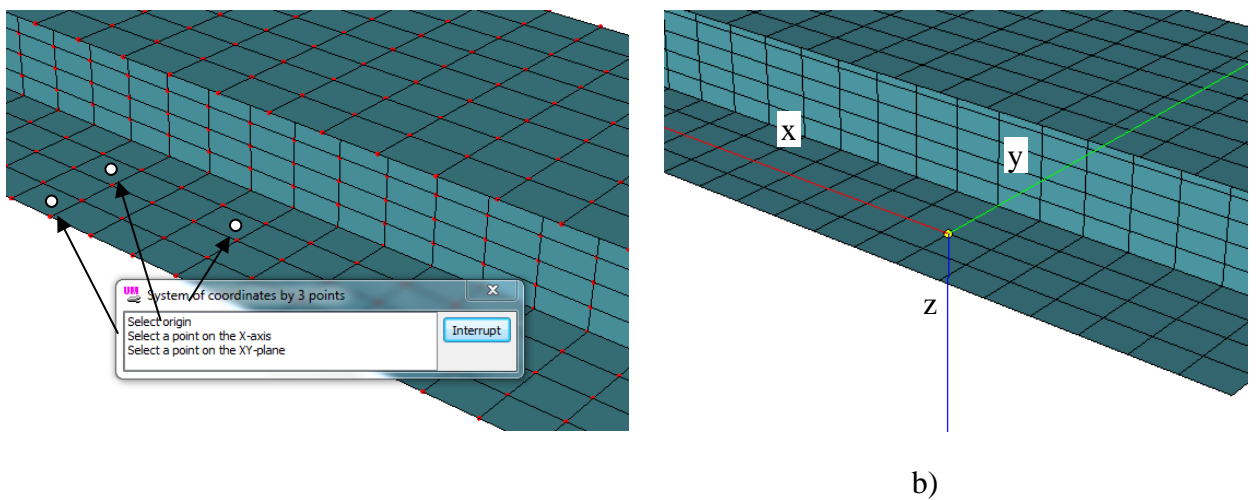 UM
System of coordinates by 3 points
x
Select origin
Select a point on the X-axis
Select a point on the XY-plane
Interrupt
x
y
z
b)